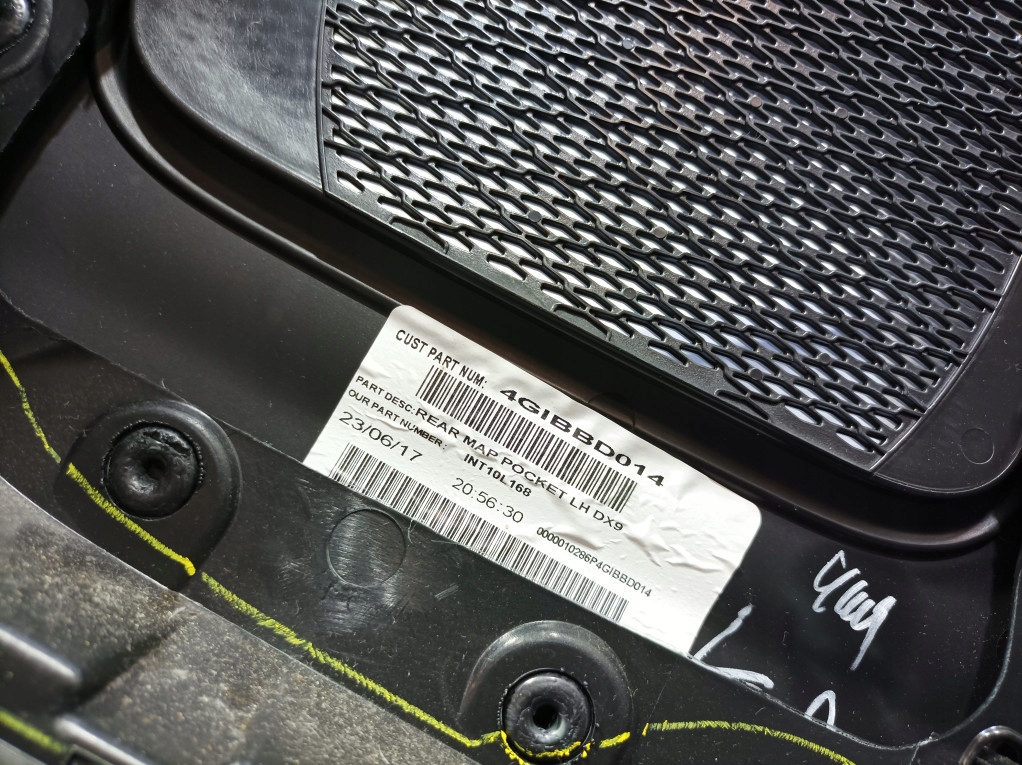 CUST PART NUM: 4GIBBD014
PART DESC: REAR MAP POCKET LH DX9
OUR PART NUMBER: INT10L168
23/06/17 20:56:30 0000010286P4GIBBD014